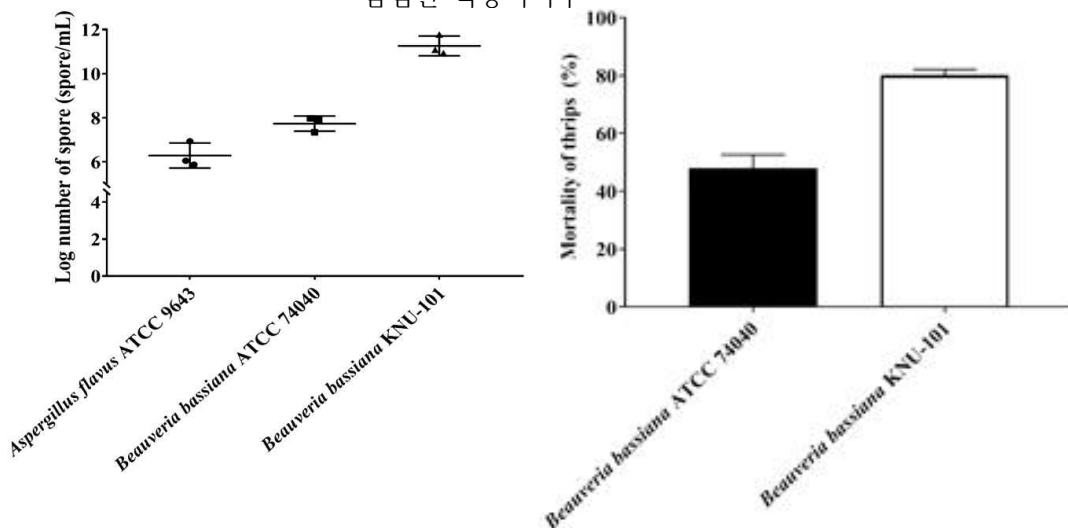 Log number of spore (spore/mL)
12
10
8
6
4
2
0
Aspergillus flavus ATCC 9643
Beauveria bassiana ATCC 74040
Beauveria bassiana KNU-101
Mortality of thrips (%)
100
80
60
40
20
0
Beauveria bassiana ATCC 74040
Beauveria bassiana KNU-101